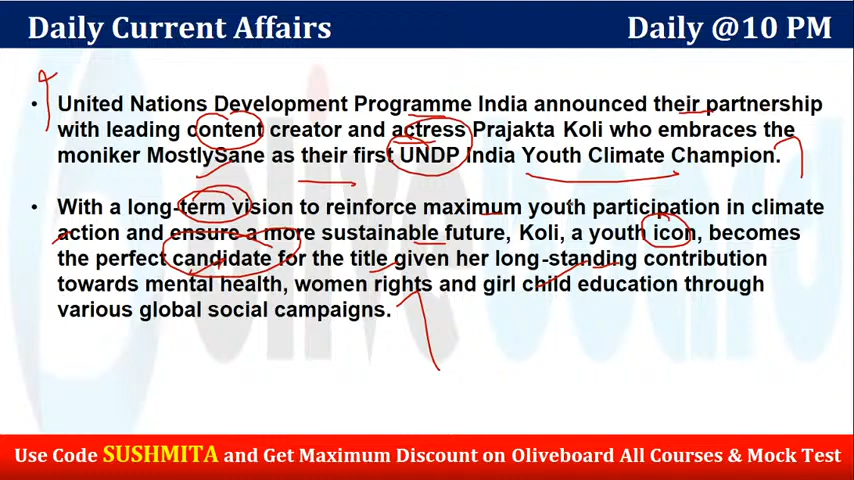 Daily Current Affairs
Daily @10 PM
• United Nations Development Programme India announced their partnership
with leading content creator and actress Prajakta Koli who embraces the
moniker MostlySane as their first UNDP India Youth Climate Champion.
• With a long-term vision to reinforce maximum youth participation in climate
action and ensure a more sustainable future, Koli, a youth icon, becomes
the perfect candidate for the title given her long-standing contribution
towards mental health, women rights and girl child education through
various global social campaigns.
oliveboard
Use Code SUSHMITA and Get Maximum Discount on Oliveboard All Courses & Mock Test